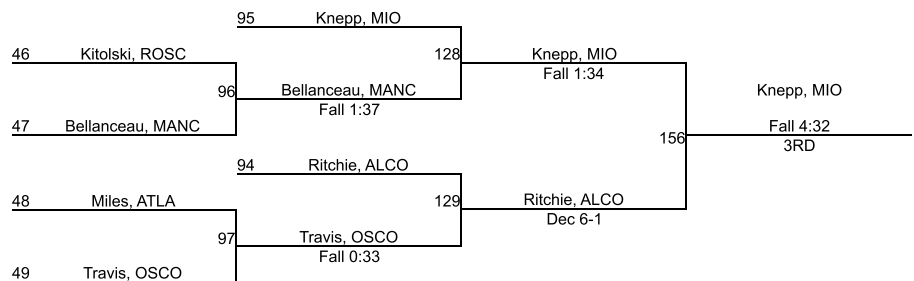 95 Knepp, MIO
46 Kitolski, ROSC
128 Knepp, MIO
Fall 1:34
96 Bellanceau, MANC
Fall 1:37
Knepp, MIO
47 Bellanceau, MANC
156 Fall 4:32
3RD
94 Ritchie, ALCO
48 Miles, ATLA
129 Ritchie, ALCO
Dec 6-1
97 Travis, OSCO
Fall 0:33
49 Travis, OSCO